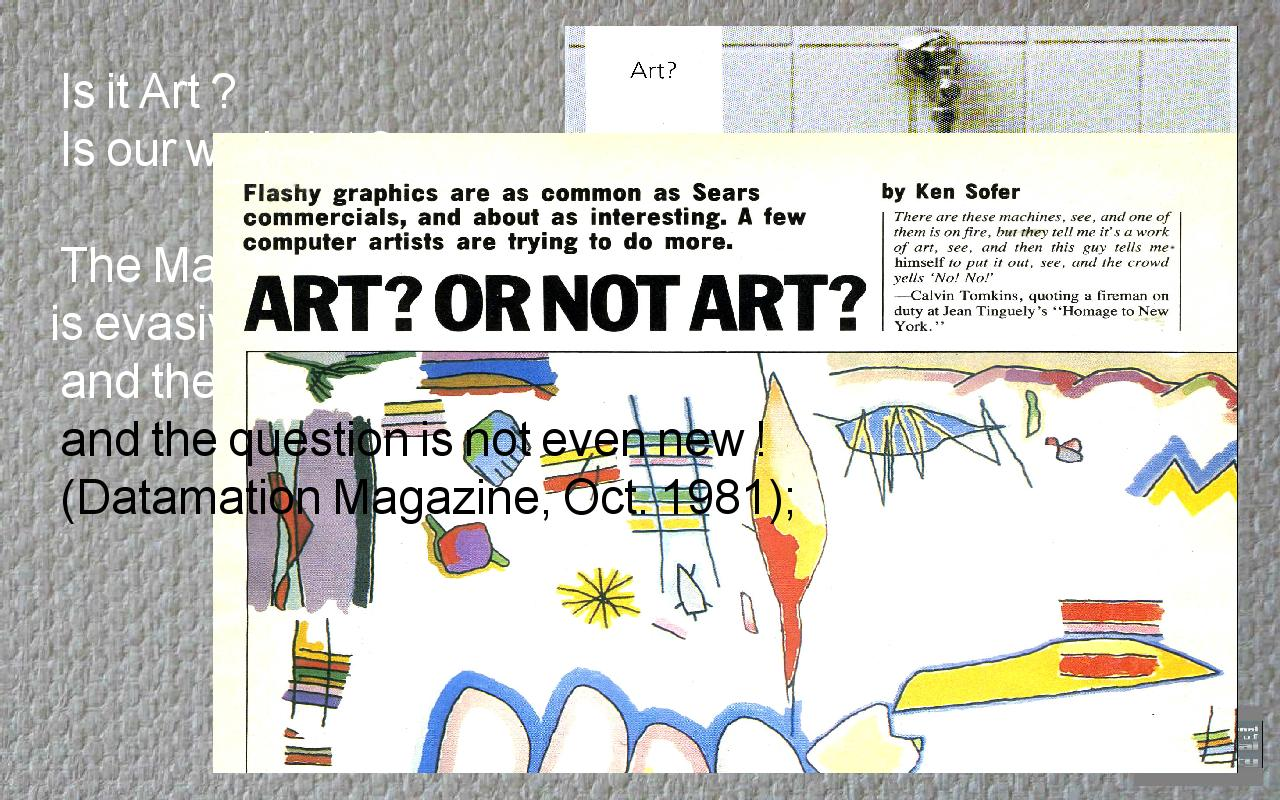 Is it Art ?
Art?
Is our w
Flashy graphics are as common as Sears
commercials, and about as interesting. A few
computer artists are trying to do more.
ART? OR NOT ART?
by Ken Sofer
There are these machines, see, and one of
them is on fire, but they tell me it's a work
of art, see, and then this guy tells me
himself to put it out, see, and the crowd
yells ‘No! No!’
—Calvin Tomkins, quoting a fireman on
duty at Jean Tinguely's “Homage to New
York.”
The Ma
is evasiv
and the
and the question is not even new !
(Datamation Magazine, Oct. 1981);